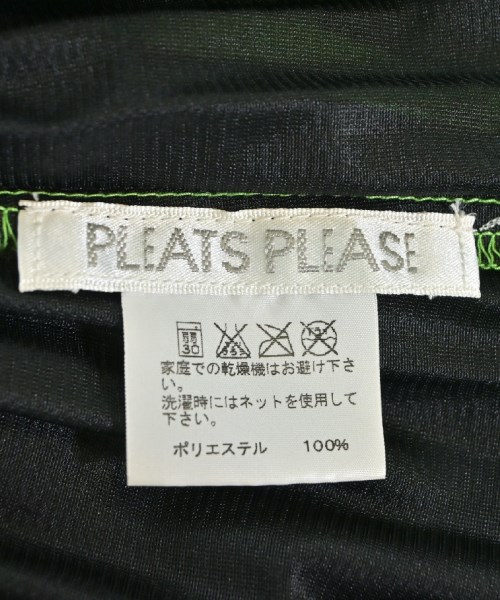 PLEATS PLEASE
30
家庭での乾燥機はお避け下さ
い。
洗濯時にはネットを使用して
下さい。
ポリエステル 100%